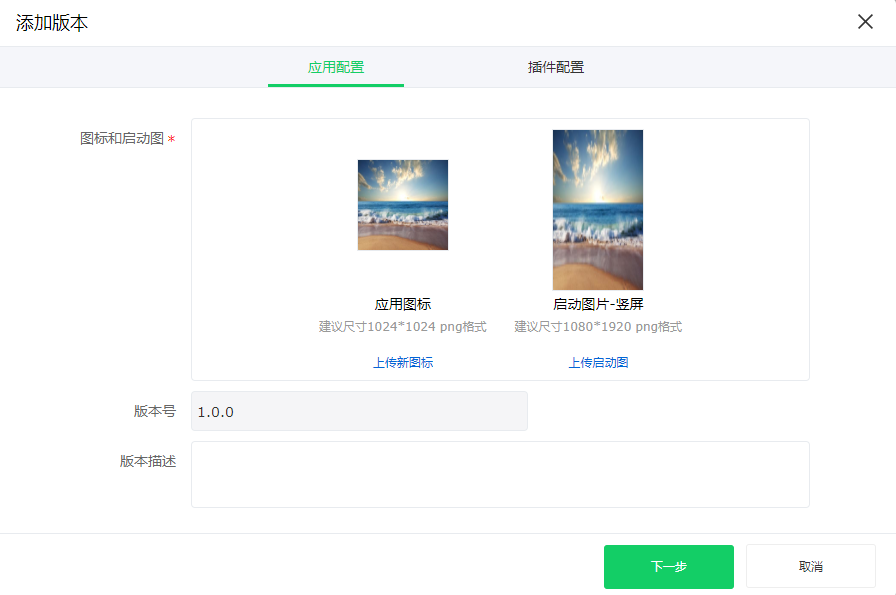 添加版本
应用配置
插件配置
图标和启动图 *
应用图标
启动图片-竖屏
建议尺寸1024*1024 png格式
建议尺寸1080*1920 png格式
上传新图标
上传启动图
版本号
1.0.0
版本描述
下一步
取消